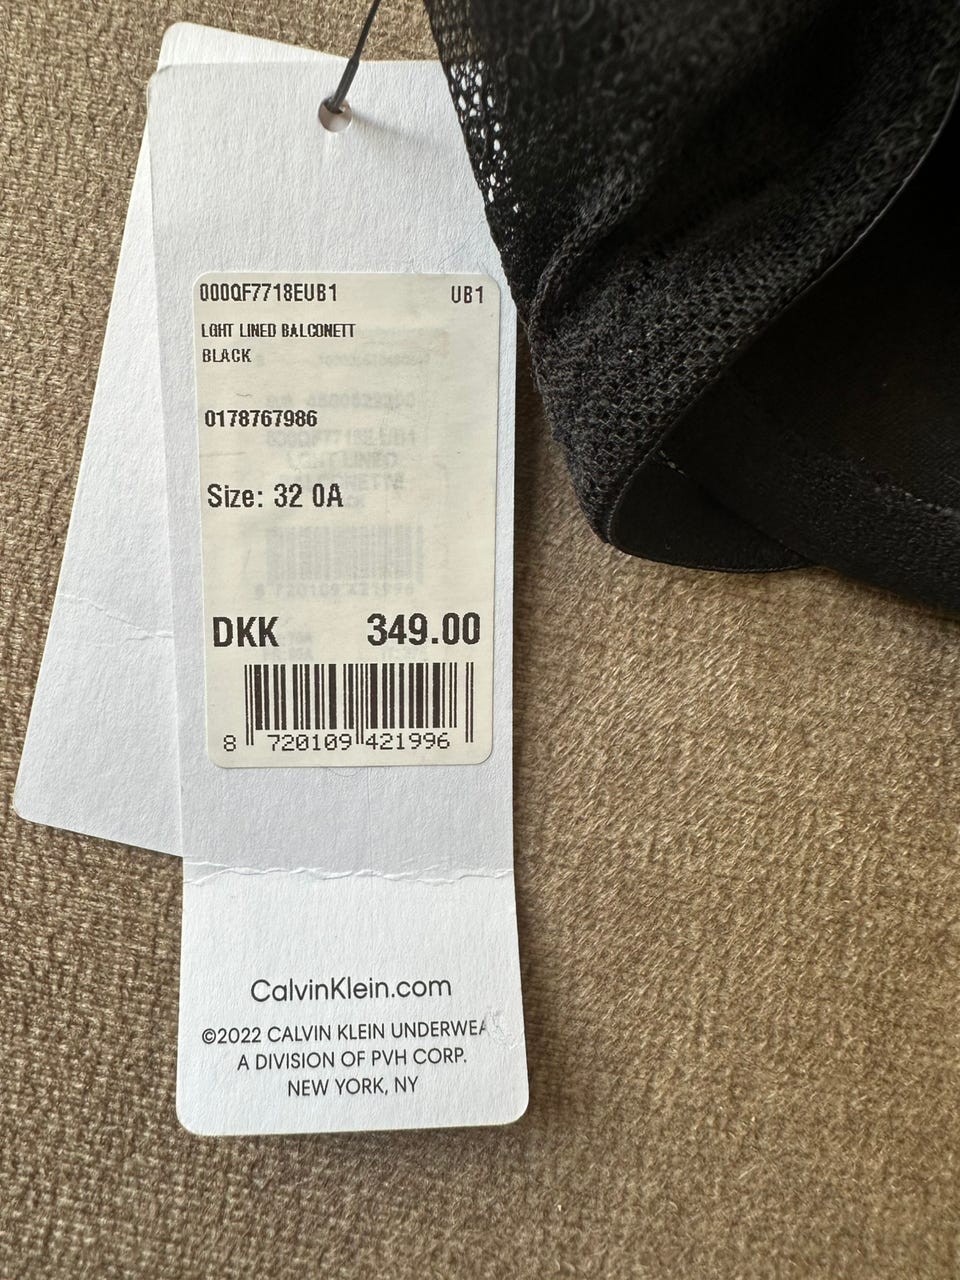 000QF7718EUB1 UB1
LGHT LINED BALCONETT
BLACK
0178767986
Size: 32 0A
DKK 349.00
8 720109 421996
CalvinKlein.com
©2022 CALVIN KLEIN UNDERWEA
A DIVISION OF PVH CORP.
NEW YORK, NY